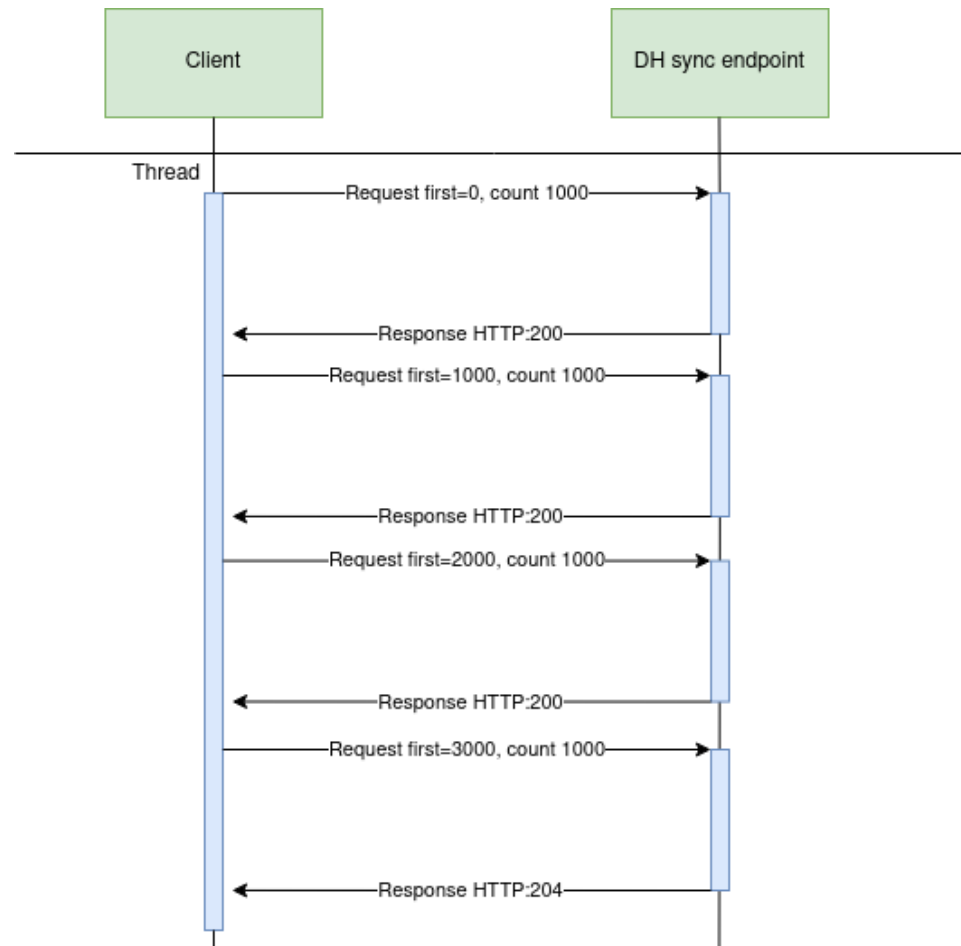 Client
DH sync endpoint
Thread
Request first=0, count 1000
Response HTTP:200
Request first=1000, count 1000
Response HTTP:200
Request first=2000, count 1000
Response HTTP:200
Request first=3000, count 1000
Response HTTP:204